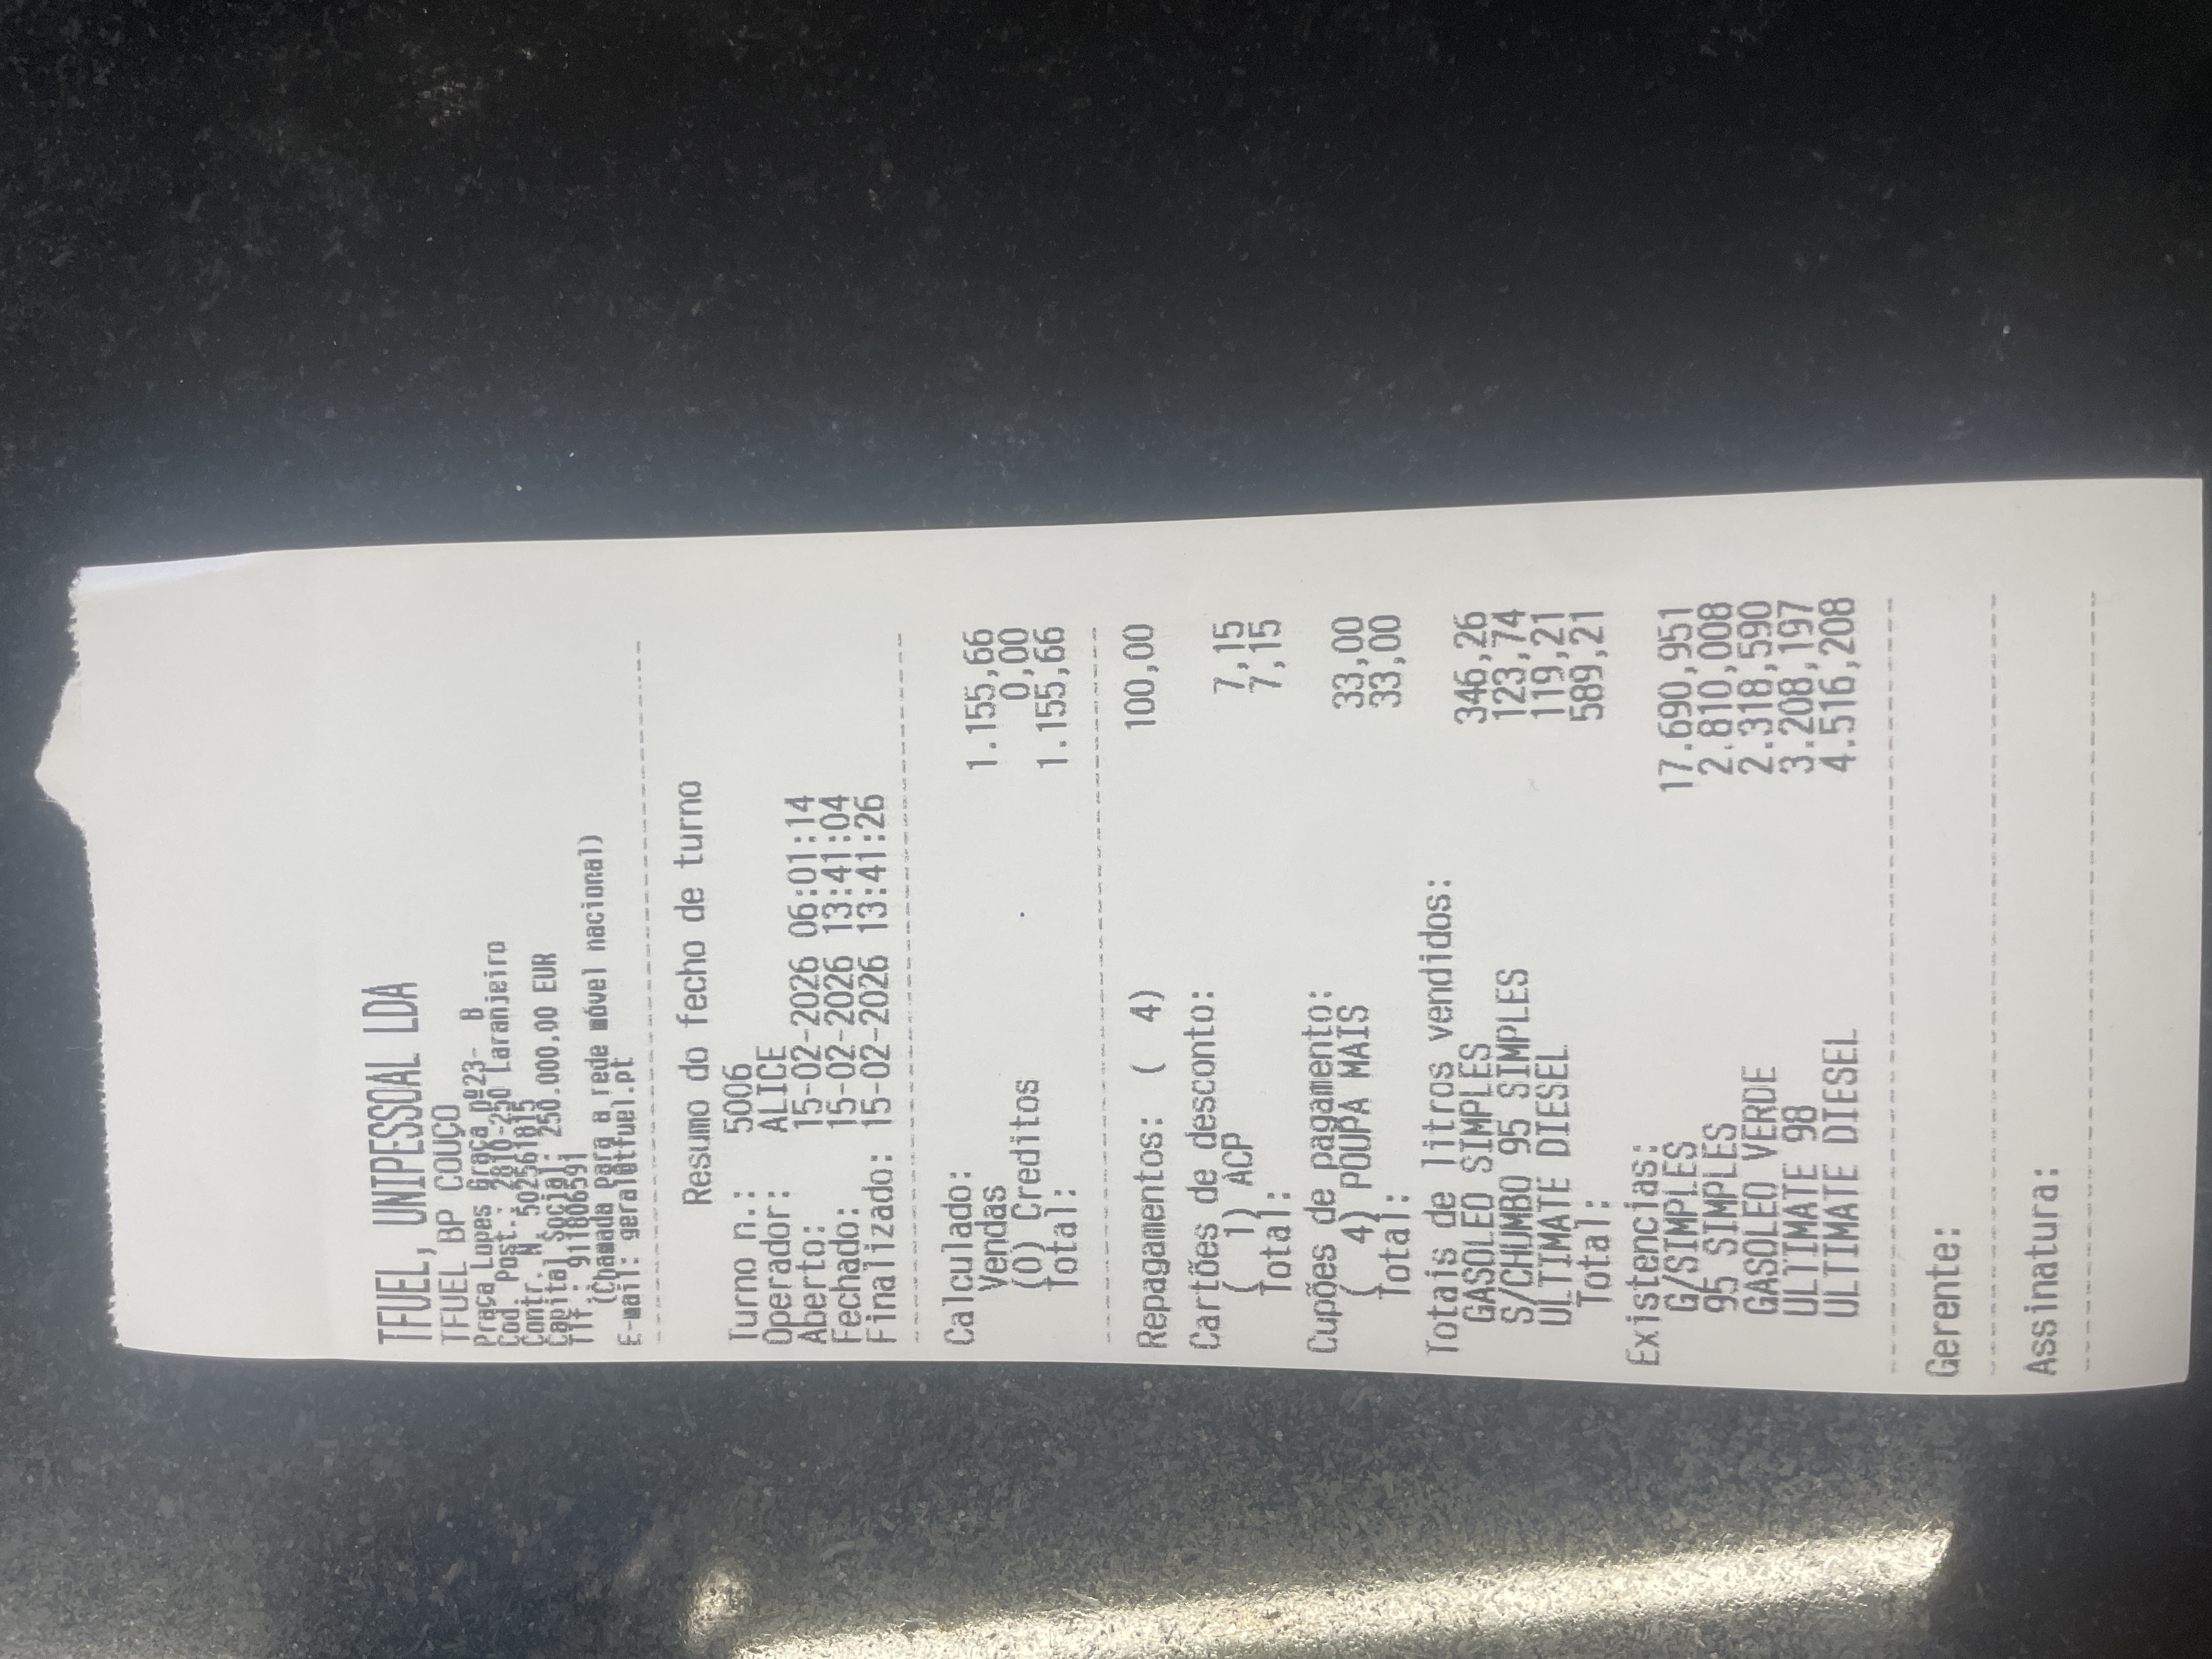 TFUEL, UNIPESSOAL LDA
TFUEL BP COUÇO
Praça Lopes Graça nº23- B
Cod. Post.: 2810-250 Laranjeiro
Contr. N. 502561815
Capital Social: 250.000,00 EUR
Tlf.: 911806591
(Chamada para a rede móvel nacional)
E-mail: geral@tfuel.pt
Resumo do fecho de turno
Turno n.: 5006
Operador: ALICE
Aberto: 15-02-2026 06:01:14
Fechado: 15-02-2026 13:41:04
Finalizado: 15-02-2026 13:41:26
Calculado:
Vendas 1.155,66
(0) Creditos 0,00
Total: 1.155,66
Repagamentos: ( 4) 100,00
Cartões de desconto:
( 1) ACP 7,15
Total: 7,15
Cupões de pagamento:
( 4) POUPA MAIS 33,00
Total: 33,00
Totais de litros vendidos:
GASOLEO SIMPLES 346,26
S/CHUMBO 95 SIMPLES 123,74
ULTIMATE DIESEL 119,21
Total: 589,21
Existencias:
G/SIMPLES 17.690,951
95 SIMPLES 2.810,008
GASOLEO VERDE 2.318,590
ULTIMATE 98 3.208,197
ULTIMATE DIESEL 4.516,208
Gerente:
Assinatura: